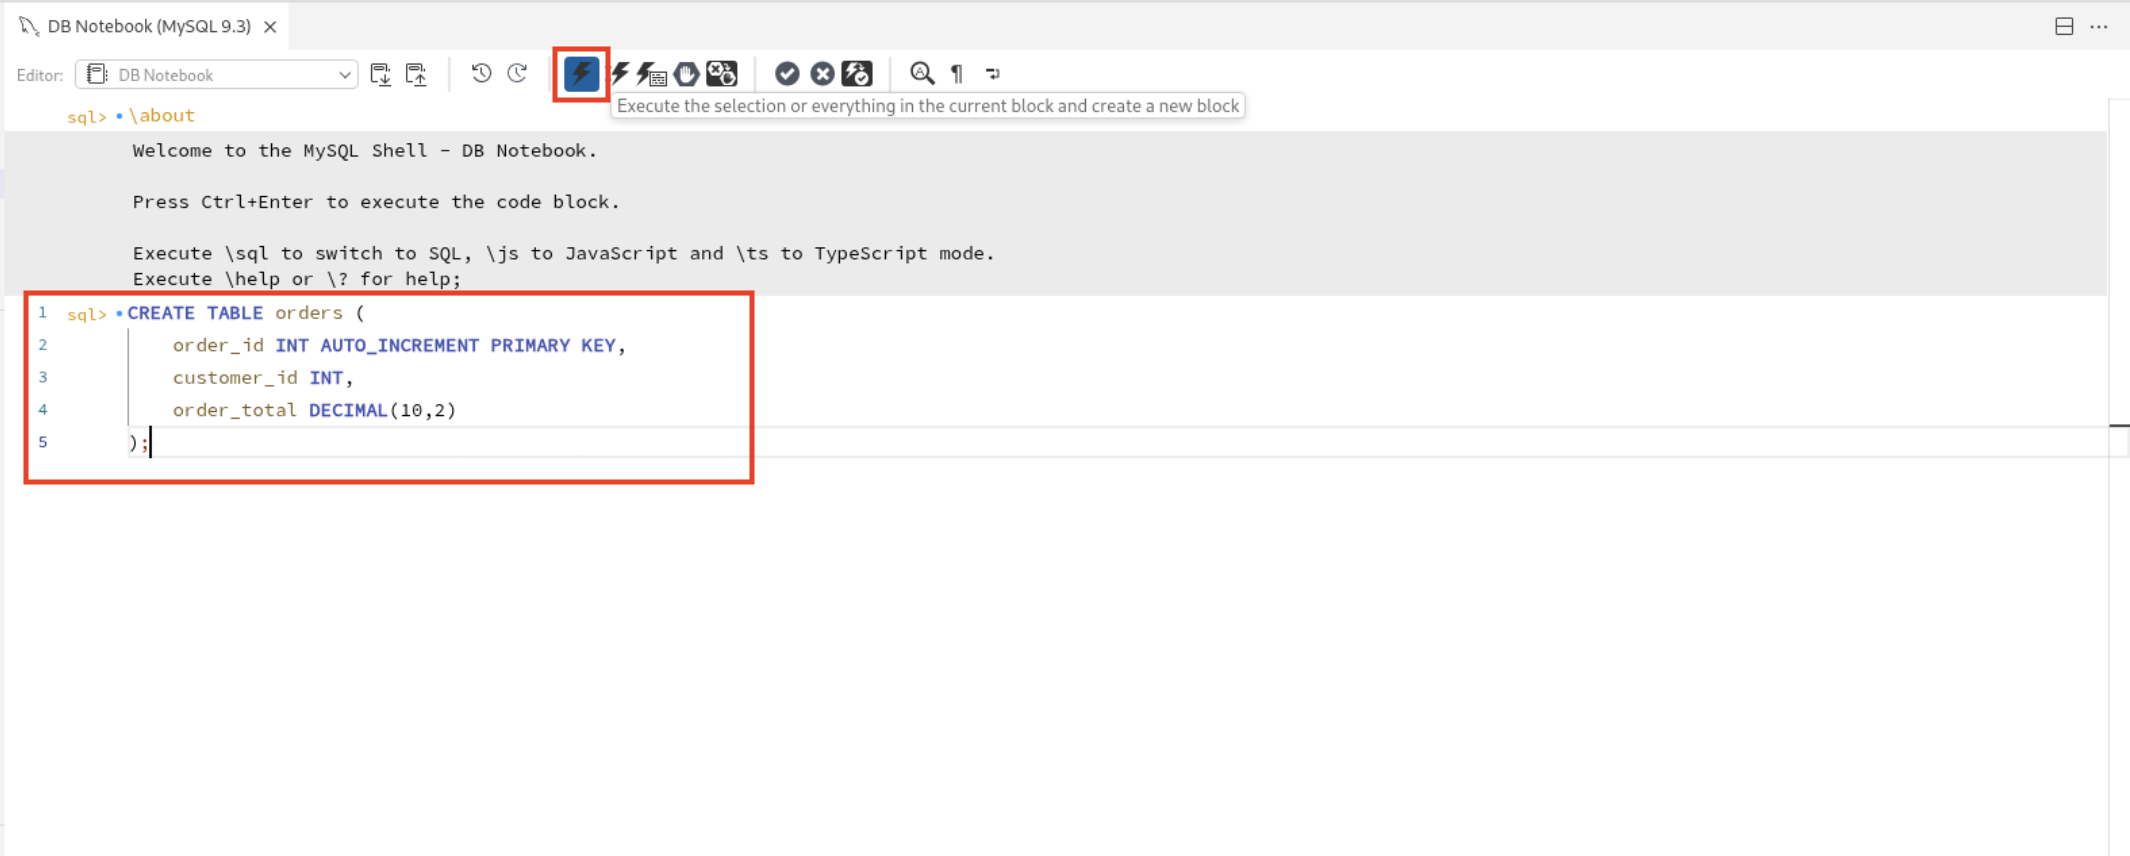 DB Notebook (MySQL 9.3)
Editor: DB Notebook
Execute the selection or everything in the current block and create a new block
sql> \about
Welcome to the MySQL Shell - DB Notebook.
Press Ctrl+Enter to execute the code block.
Execute \sql to switch to SQL, \js to JavaScript and \ts to TypeScript mode.
Execute \help or \? for help;
1 sql> CREATE TABLE orders (
2 order_id INT AUTO_INCREMENT PRIMARY KEY,
3 customer_id INT,
4 order_total DECIMAL(10,2)
5 );